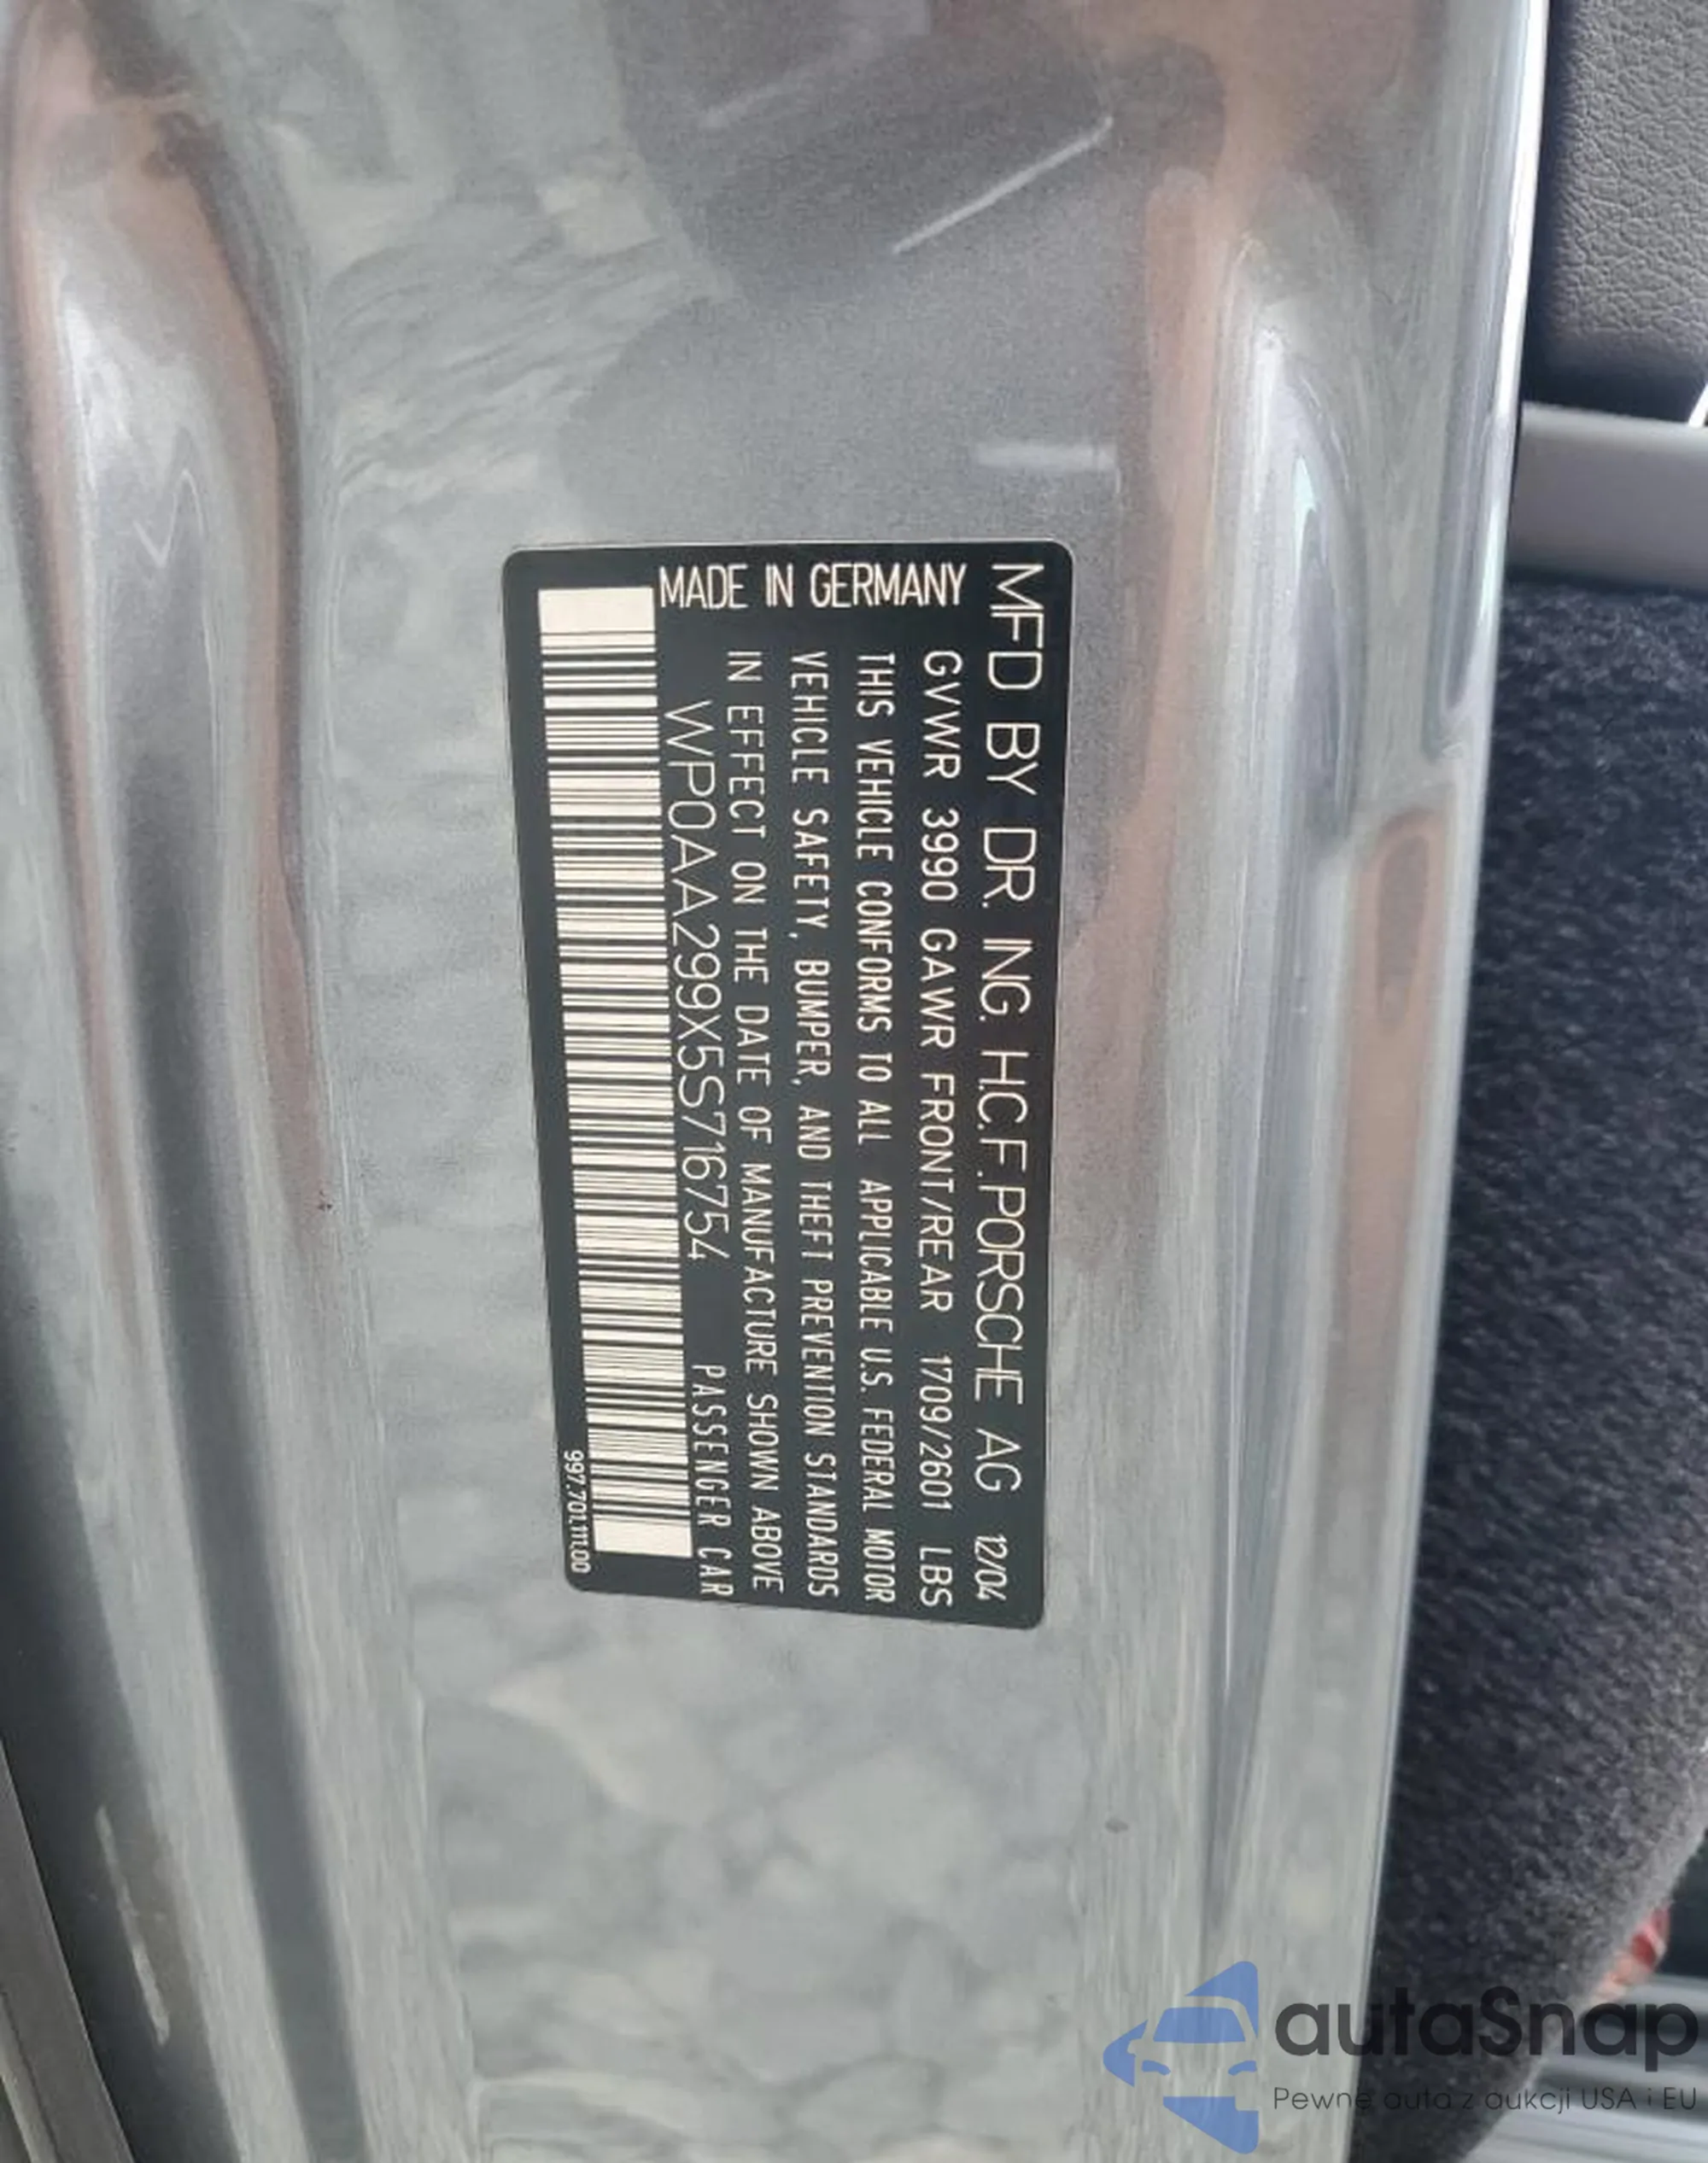 MFD BY DR. ING. H.C.F.PORSCHE AG 12/04
GVWR 3990 GAWR FRONT/REAR 1709/2601 LBS
THIS VEHICLE CONFORMS TO ALL APPLICABLE U.S. FEDERAL MOTOR
VEHICLE SAFETY, BUMPER, AND THEFT PREVENTION STANDARDS
IN EFFECT ON THE DATE OF MANUFACTURE SHOWN ABOVE
WP0AA299X5S716754 PASSENGER CAR
MADE IN GERMANY
997.701.111.00
autaSnap
Pewne auta z aukcji USA i EU